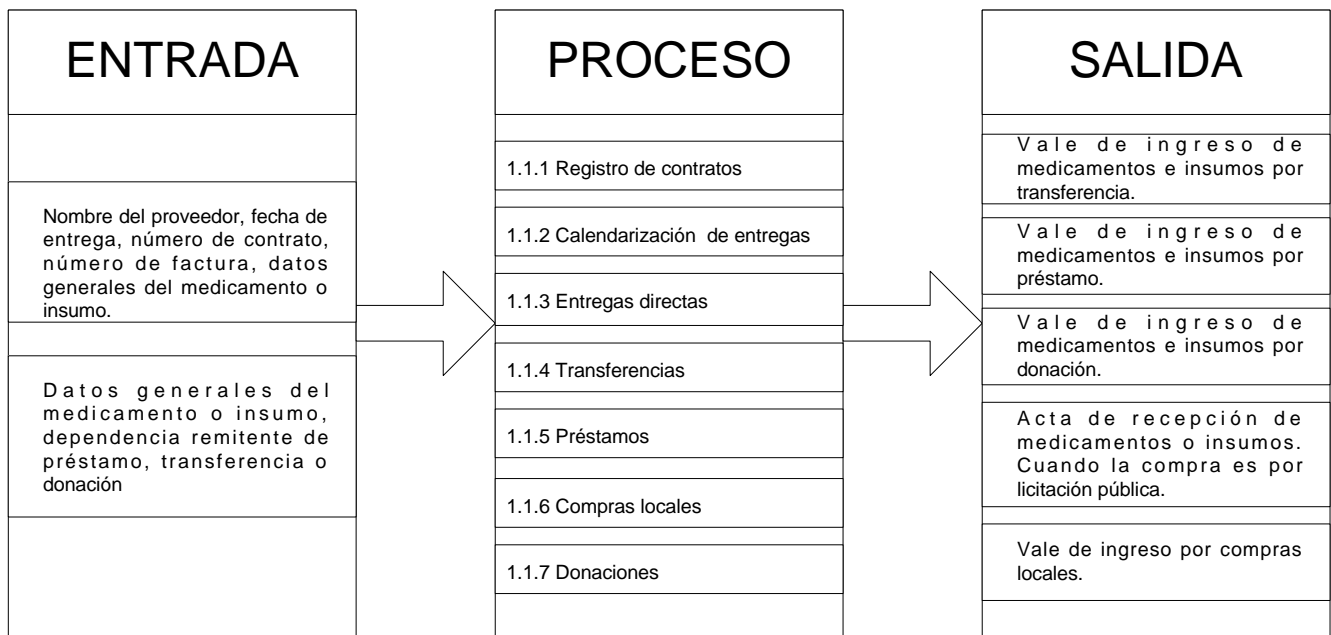 ENTRADA
Nombre del proveedor, fecha de
entrega, número de contrato,
número de factura, datos
generales del medicamento o
insumo.
Datos generales del
medicamento o insumo,
dependencia remitente de
préstamo, transferencia o
donación
PROCESO
1.1.1 Registro de contratos
1.1.2 Calendarización de entregas
1.1.3 Entregas directas
1.1.4 Transferencias
1.1.5 Préstamos
1.1.6 Compras locales
1.1.7 Donaciones
SALIDA
Vale de ingreso de
medicamentos e insumos por
transferencia.
Vale de ingreso de
medicamentos e insumos por
préstamo.
Vale de ingreso de
medicamentos e insumos por
donación.
Acta de recepción de
medicamentos o insumos.
Cuando la compra es por
licitación pública.
Vale de ingreso por compras
locales.